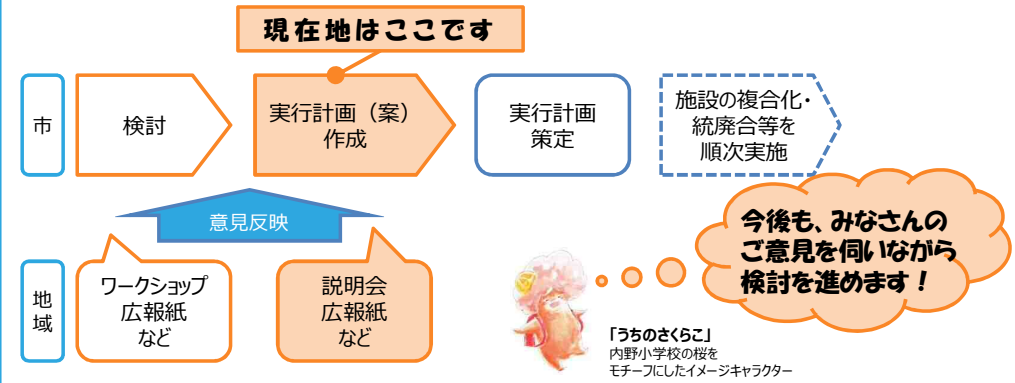 現在地はここです
市
検討
実行計画（案）
作成
実行計画
策定
施設の複合化・
統廃合等を
順次実施
意見反映
地域
ワークショップ
広報紙
など
説明会
広報紙
など
今後も、みなさんの
ご意見を伺いながら
検討を進めます！
「うちのさくらこ」
内野小学校の桜を
モチーフにしたイメージキャラクター